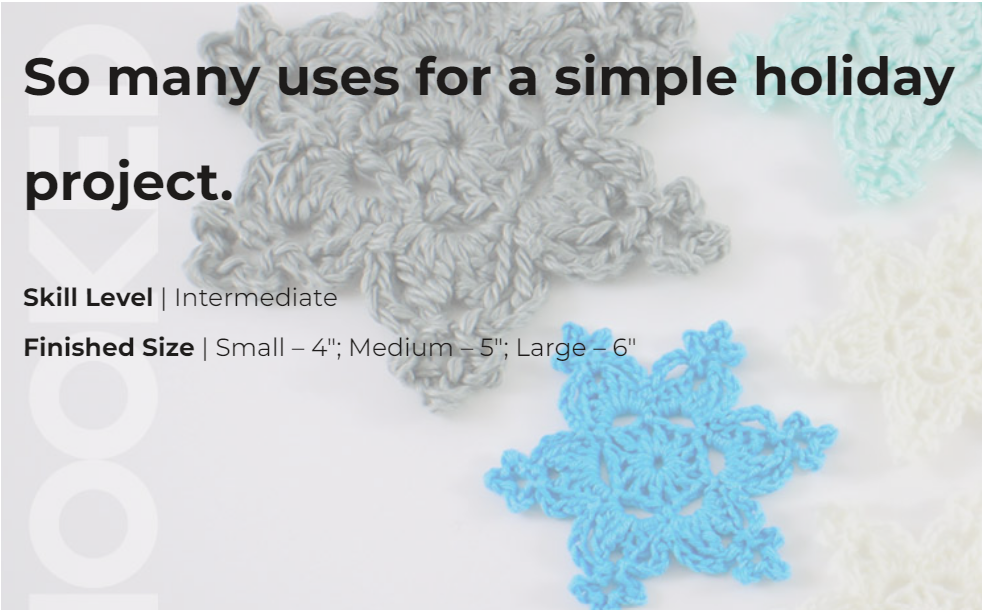 So many uses for a simple holiday
project.
Skill Level | Intermediate
Finished Size | Small – 4"; Medium – 5"; Large – 6"
HOOKED